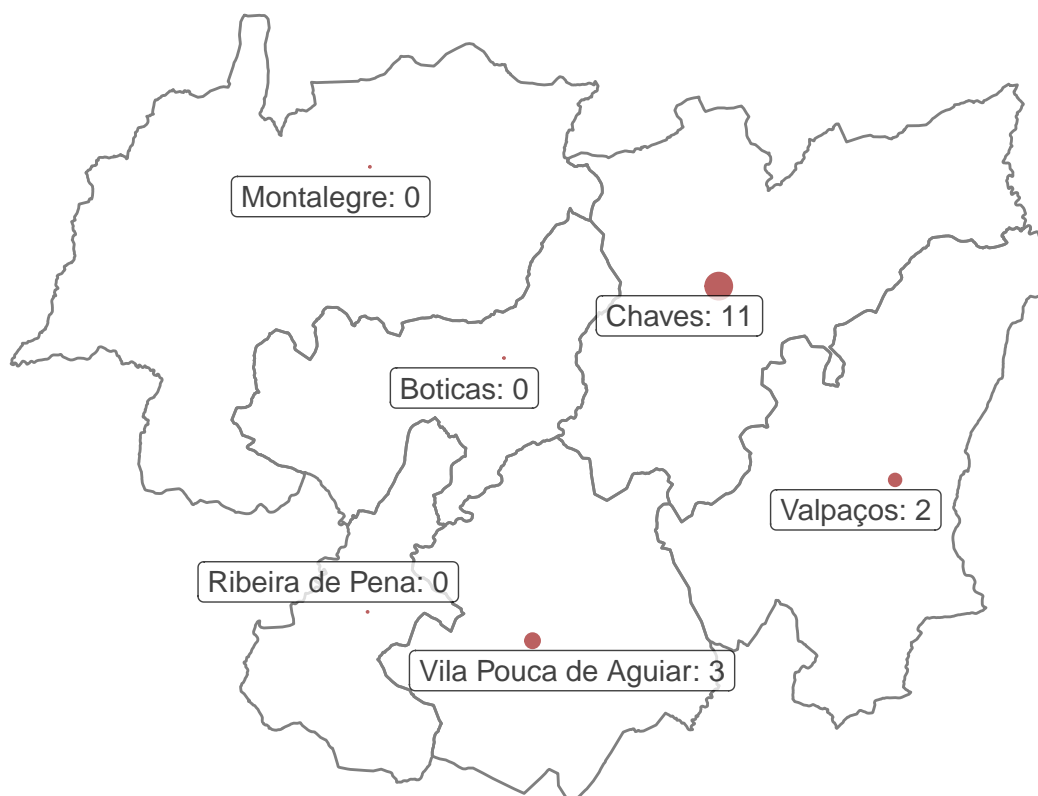 Montalegre: 0
Chaves: 11
Boticas: 0
Valpaços: 2
Ribeira de Pena: 0
Vila Pouca de Aguiar: 3